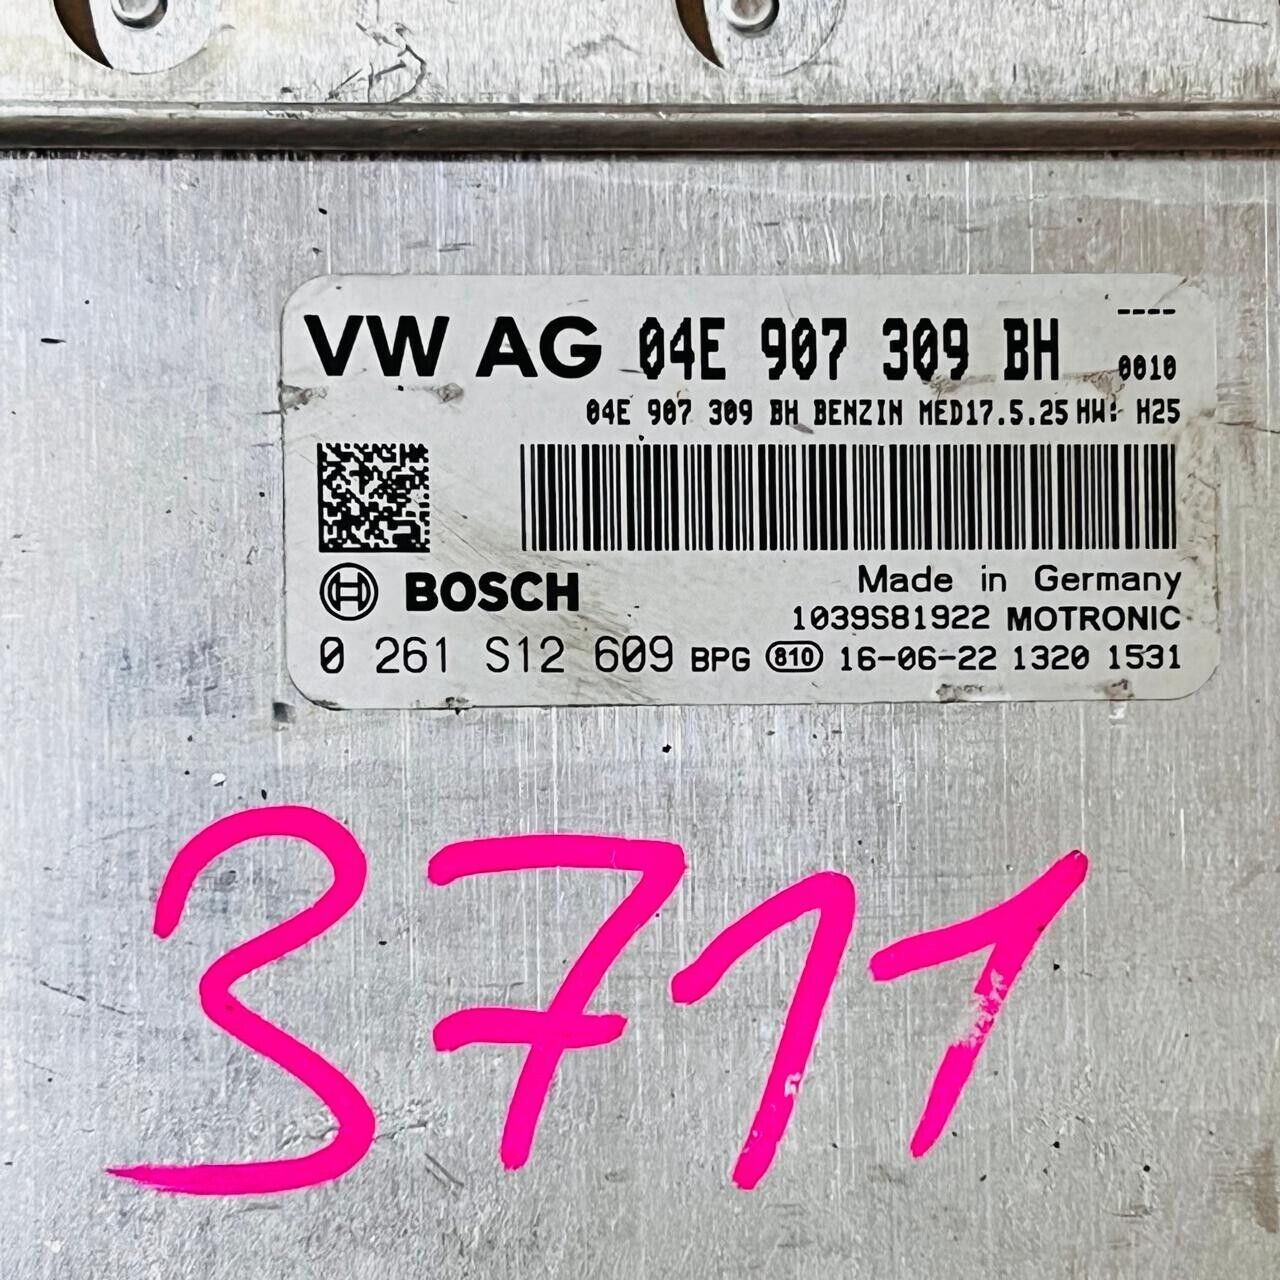 VW AG 04E 907 309 BH ----
0010
04E 907 309 BH BENZIN MED17.5.25 HW: H25
BOSCH
Made in Germany
1039S81922 MOTRONIC
0 261 S12 609 BPG 810 16-06-22 1320 1531
3711